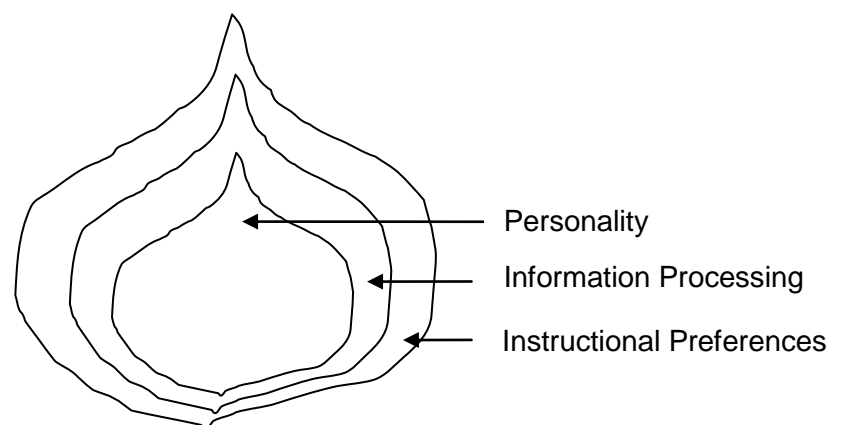 Personality
Information Processing
Instructional Preferences